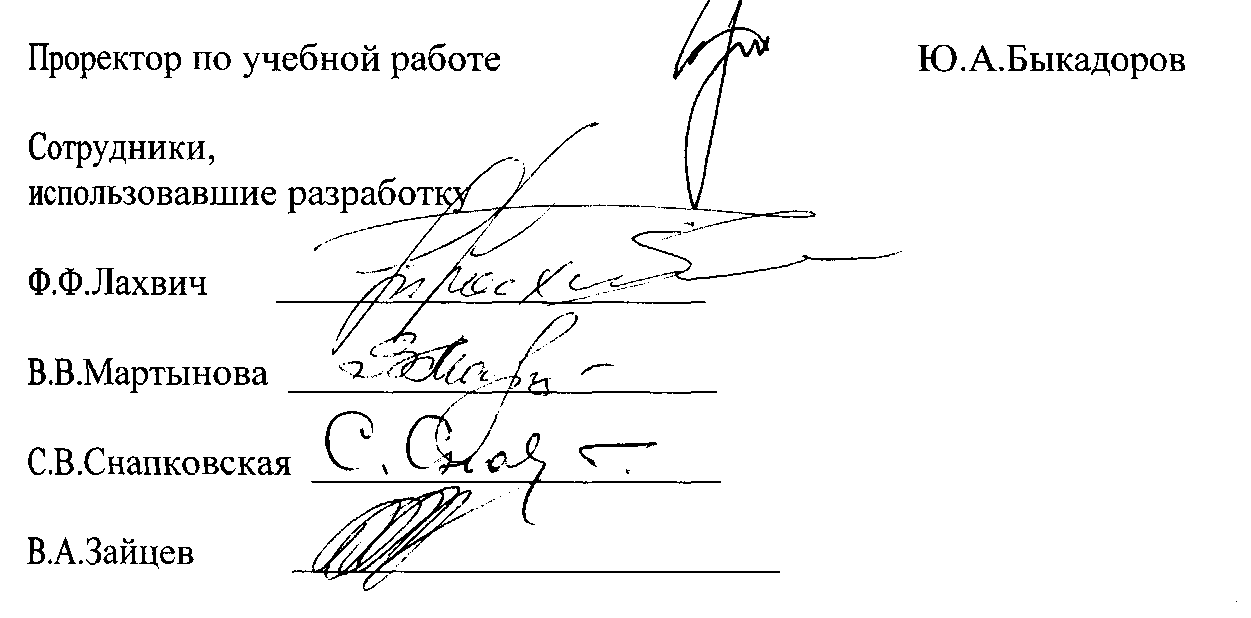 Проректор по учебной работе Ю.А.Быкадоров
Сотрудники,
использовавшие разработку
Ф.Ф.Лахвич
В.В.Мартынова
С.В.Снапковская
В.А.Зайцев